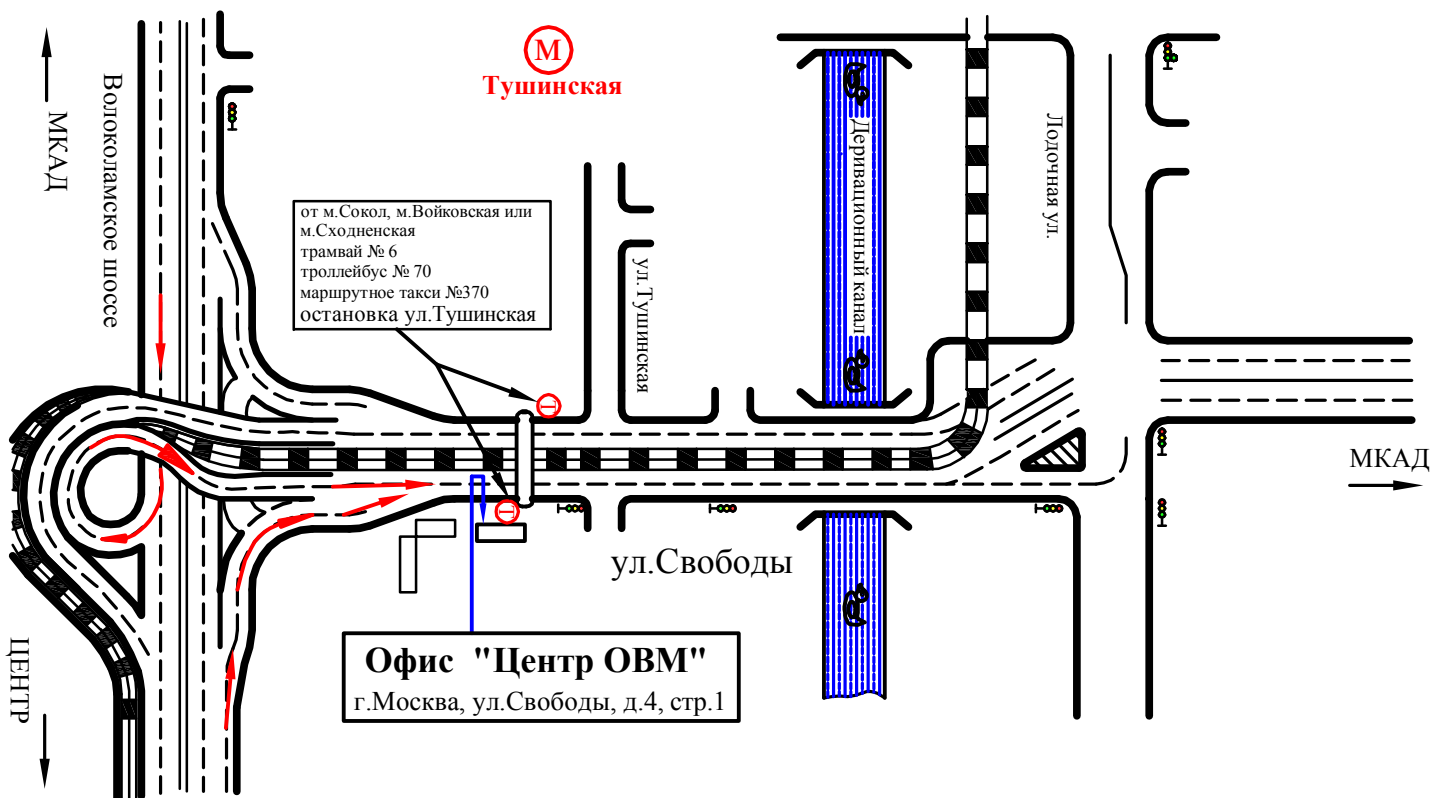 МКАД
Волоколамское шоссе
М
Тушинская
от м.Сокол, м.Войковская или
м.Сходненская
трамвай № 6
троллейбус № 70
маршрутное такси №370
остановка ул.Тушинская
ул.Тушинская
Деривационный канал
Лодочная ул.
Т
Т
МКАД
ул.Свободы
ЦЕНТР
Офис "Центр ОВМ"
г.Москва, ул.Свободы, д.4, стр.1